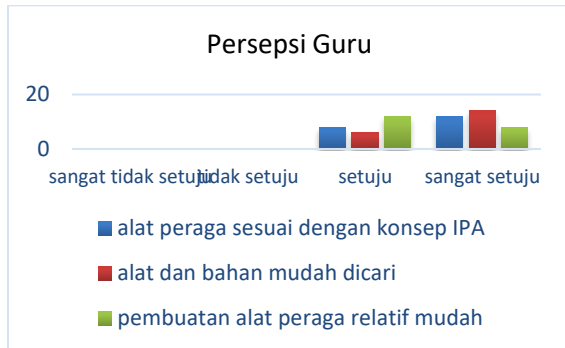 Persepsi Guru
20
0
sangat tidak setuju tidak setuju setuju sangat setuju
alat peraga sesuai dengan konsep IPA
alat dan bahan mudah dicari
pembuatan alat peraga relatif mudah